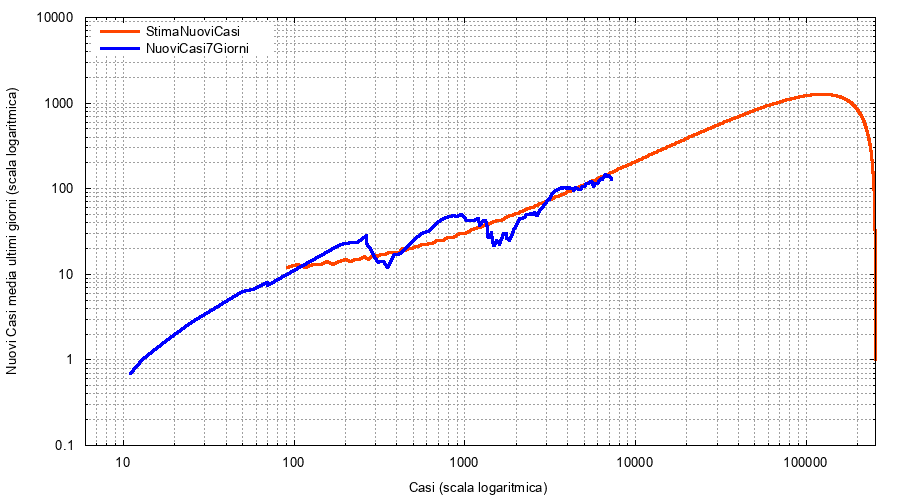 10000
StimaNuoviCasi
NuoviCasi7Giorni
1000
100
10
1
0.1
Nuovi Casi media ultimi giorni (scala logaritmica)
10 100 1000 10000 100000
Casi (scala logaritmica)